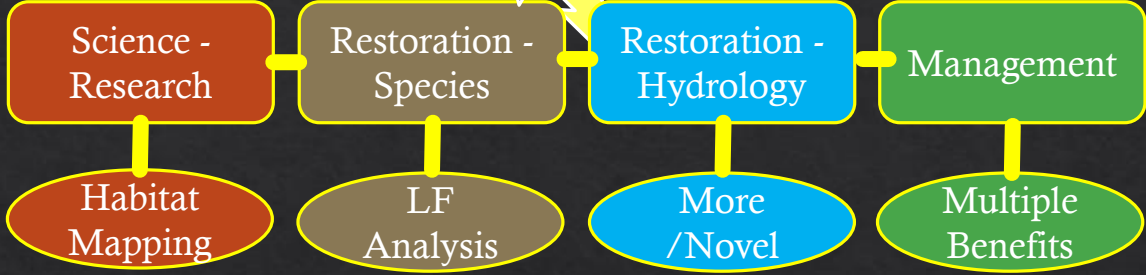 Science -
Research
Restoration -
Species
Restoration -
Hydrology
Management
Habitat
Mapping
LF
Analysis
More
/Novel
Multiple
Benefits